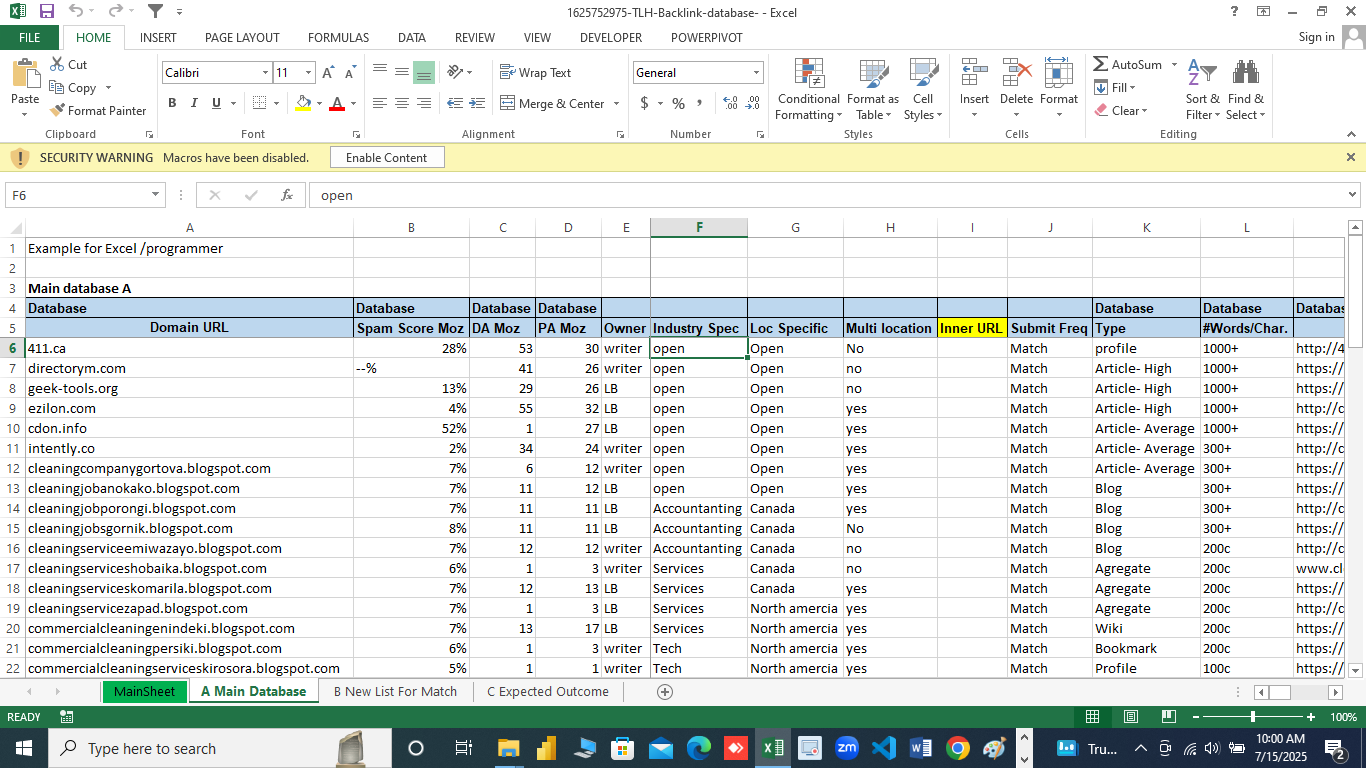 1625752975-TLH-Backlink-database- - Excel
FILE HOME INSERT PAGE LAYOUT FORMULAS DATA REVIEW VIEW DEVELOPER POWERPIVOT Sign in
Paste Cut Copy Format Painter Clipboard
Calibri 11 B I U A Font
Wrap Text Merge & Center Alignment
General $ % , Number
Conditional Formatting Format as Table Cell Styles Styles
Insert Delete Format Cells
AutoSum Fill Clear Sort & Filter Find & Select Editing
SECURITY WARNING Macros have been disabled. Enable Content
F6 fx open
A B C D E F G H I J K L
1 Example for Excel /programmer
2
3 Main database A
4 Database Database Database Database Database Database
5 Domain URL Spam Score Moz DA Moz PA Moz Owner Industry Spec Loc Specific Multi location Inner URL Submit Freq Type #Words/Char.
6 411.ca 28% 53 30 writer open Open No Match profile 1000+ http://4
7 directorym.com --% 41 26 writer open Open no Match Article- High 1000+ https://
8 geek-tools.org 13% 29 26 LB open Open no Match Article- High 1000+ https://
9 ezilon.com 4% 55 32 LB open Open yes Match Article- High 1000+ http://c
10 cdon.info 52% 1 27 LB open Open yes Match Article- Average 1000+ https://
11 intently.co 2% 34 24 writer open Open yes Match Article- Average 300+ http://c
12 cleaningcompanygortova.blogspot.com 7% 6 12 writer open Open yes Match Article- Average 300+ https://
13 cleaningjobanokako.blogspot.com 7% 11 12 LB open Open yes Match Blog 300+ https://
14 cleaningjobporongi.blogspot.com 7% 11 11 LB Accountanting Canada yes Match Blog 300+ http://c
15 cleaningjobsgornik.blogspot.com 8% 11 11 LB Accountanting Canada No Match Blog 300+ https://
16 cleaningserviceemiwazayo.blogspot.com 7% 12 12 writer Accountanting Canada no Match Blog 200c http://c
17 cleaningserviceshobaika.blogspot.com 6% 1 3 writer Services Canada no Match Agregate 200c www.cl
18 cleaningserviceskomarila.blogspot.com 7% 12 13 LB Services Canada yes Match Agregate 200c https://
19 cleaningservicezapad.blogspot.com 7% 1 3 LB Services North amercia yes Match Agregate 200c http://c
20 commercialcleaningenindeki.blogspot.com 7% 13 17 LB Services North amercia yes Match Wiki 200c https://
21 commercialcleaningpersiki.blogspot.com 6% 1 3 writer Tech North amercia yes Match Bookmark 200c https://
22 commercialcleaningserviceskirosora.blogspot.com 5% 1 1 writer Tech North amercia yes Match Profile 100c https://
MainSheet A Main Database B New List For Match C Expected Outcome
READY 100%
Type here to search zm Tru... 10:00 AM
7/15/2025 2